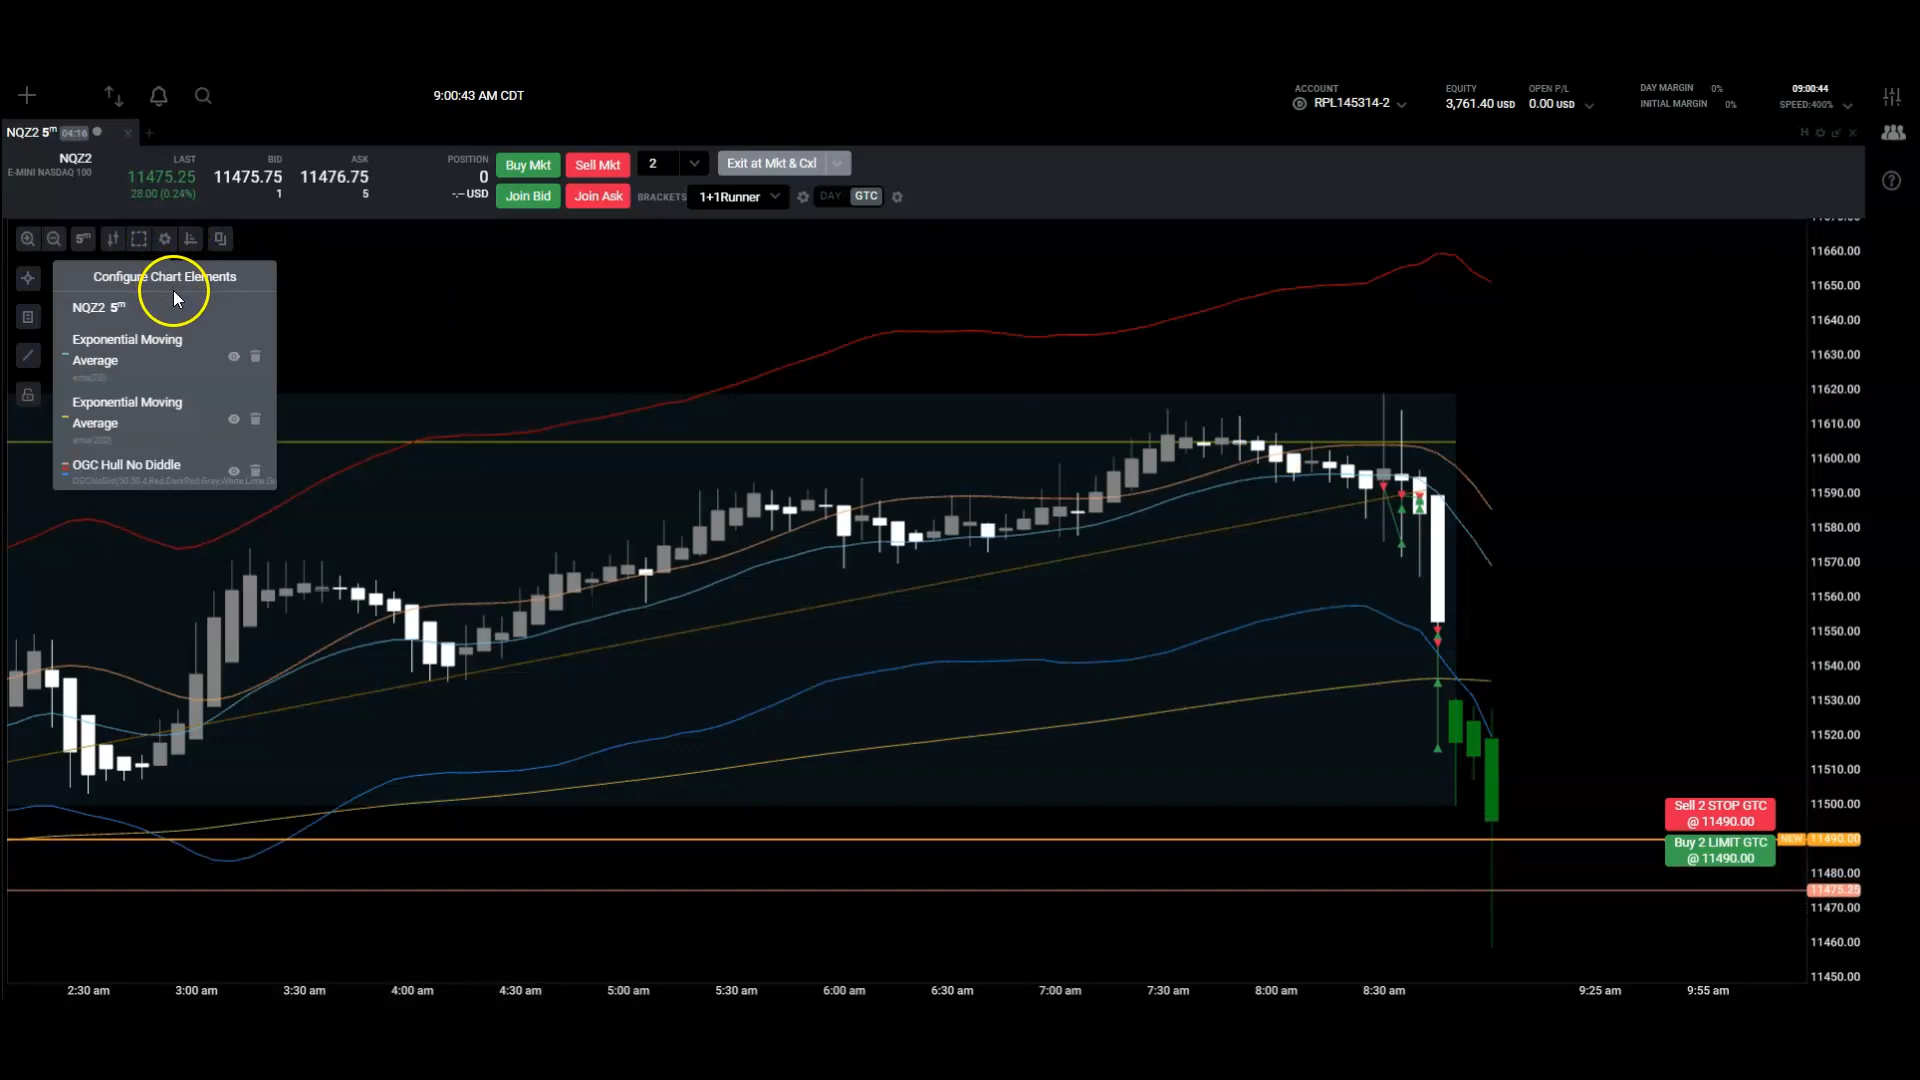 9:00:43 AM CDT
ACCOUNT
RPL145314-2
EQUITY
3,761.40 USD
OPEN P/L
0.00 USD
DAY MARGIN 0%
INITIAL MARGIN 0%
09:00:44
SPEED:400%
NQZ2 5m 04:16
H
NQZ2
E-MINI NASDAQ 100
LAST
11475.25
28.00 (0.24%)
BID
11475.75
1
ASK
11476.75
5
POSITION
0
-.-- USD
Buy Mkt
Sell Mkt
2
Exit at Mkt & Cxl
Join Bid
Join Ask
BRACKETS
1+1Runner
DAY
GTC
5m
Configure Chart Elements
NQZ2 5m
Exponential Moving
Average
ema(20)
Exponential Moving
Average
ema(200)
OGC Hull No Diddle
11660.00
11650.00
11640.00
11630.00
11620.00
11610.00
11600.00
11590.00
11580.00
11570.00
11560.00
11550.00
11540.00
11530.00
11520.00
11510.00
11500.00
Sell 2 STOP GTC
@ 11490.00
NEW 11490.00
Buy 2 LIMIT GTC
@ 11490.00
11480.00
11475.25
11470.00
11460.00
11450.00
2:30 am
3:00 am
3:30 am
4:00 am
4:30 am
5:00 am
5:30 am
6:00 am
6:30 am
7:00 am
7:30 am
8:00 am
8:30 am
9:25 am
9:55 am